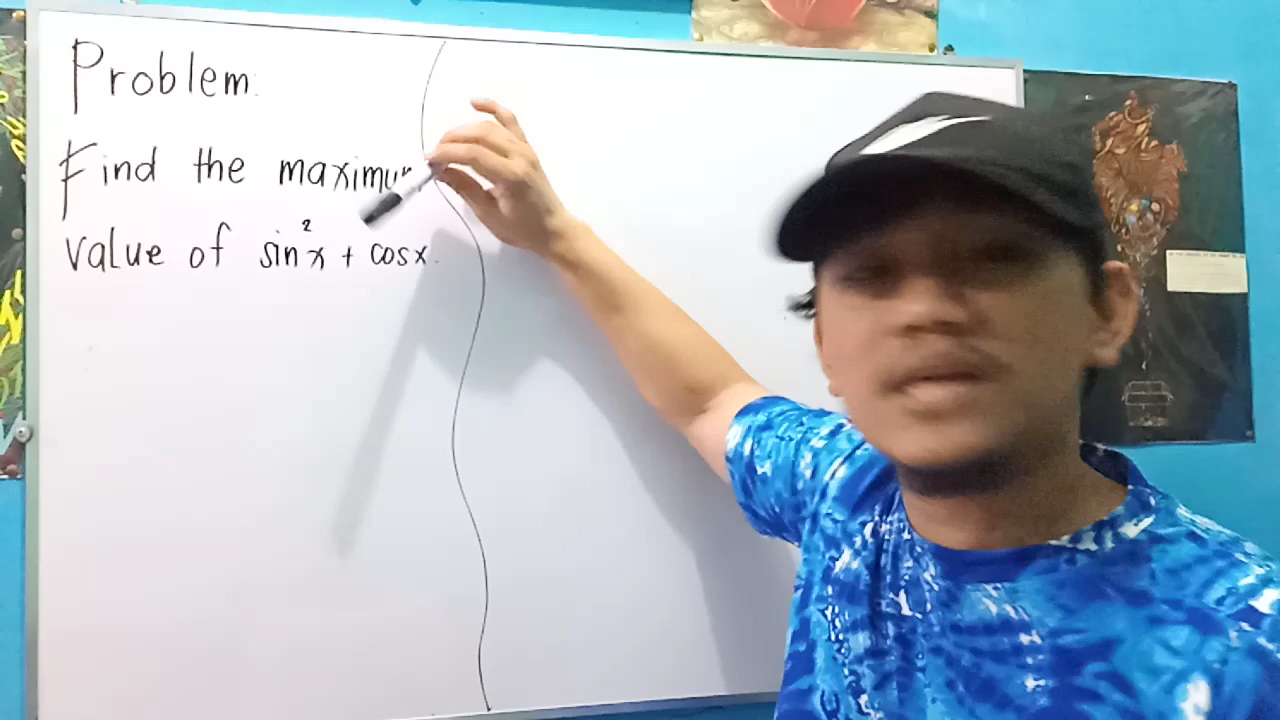 Problem:
Find the maximum
value of sin²x + cosx.